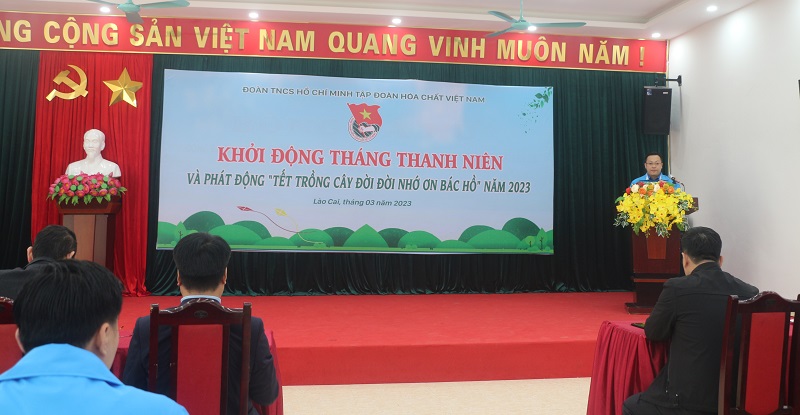 NG CỘNG SẢN VIỆT NAM QUANG VINH MUÔN NĂM !
ĐOÀN TNCS HỒ CHÍ MINH TẬP ĐOÀN HÓA CHẤT VIỆT NAM
KHỞI ĐỘNG THÁNG THANH NIÊN
VÀ PHÁT ĐỘNG "TẾT TRỒNG CÂY ĐỜI ĐỜI NHỚ ƠN BÁC HỒ" NĂM 2023
Lào Cai, tháng 03 năm 2023